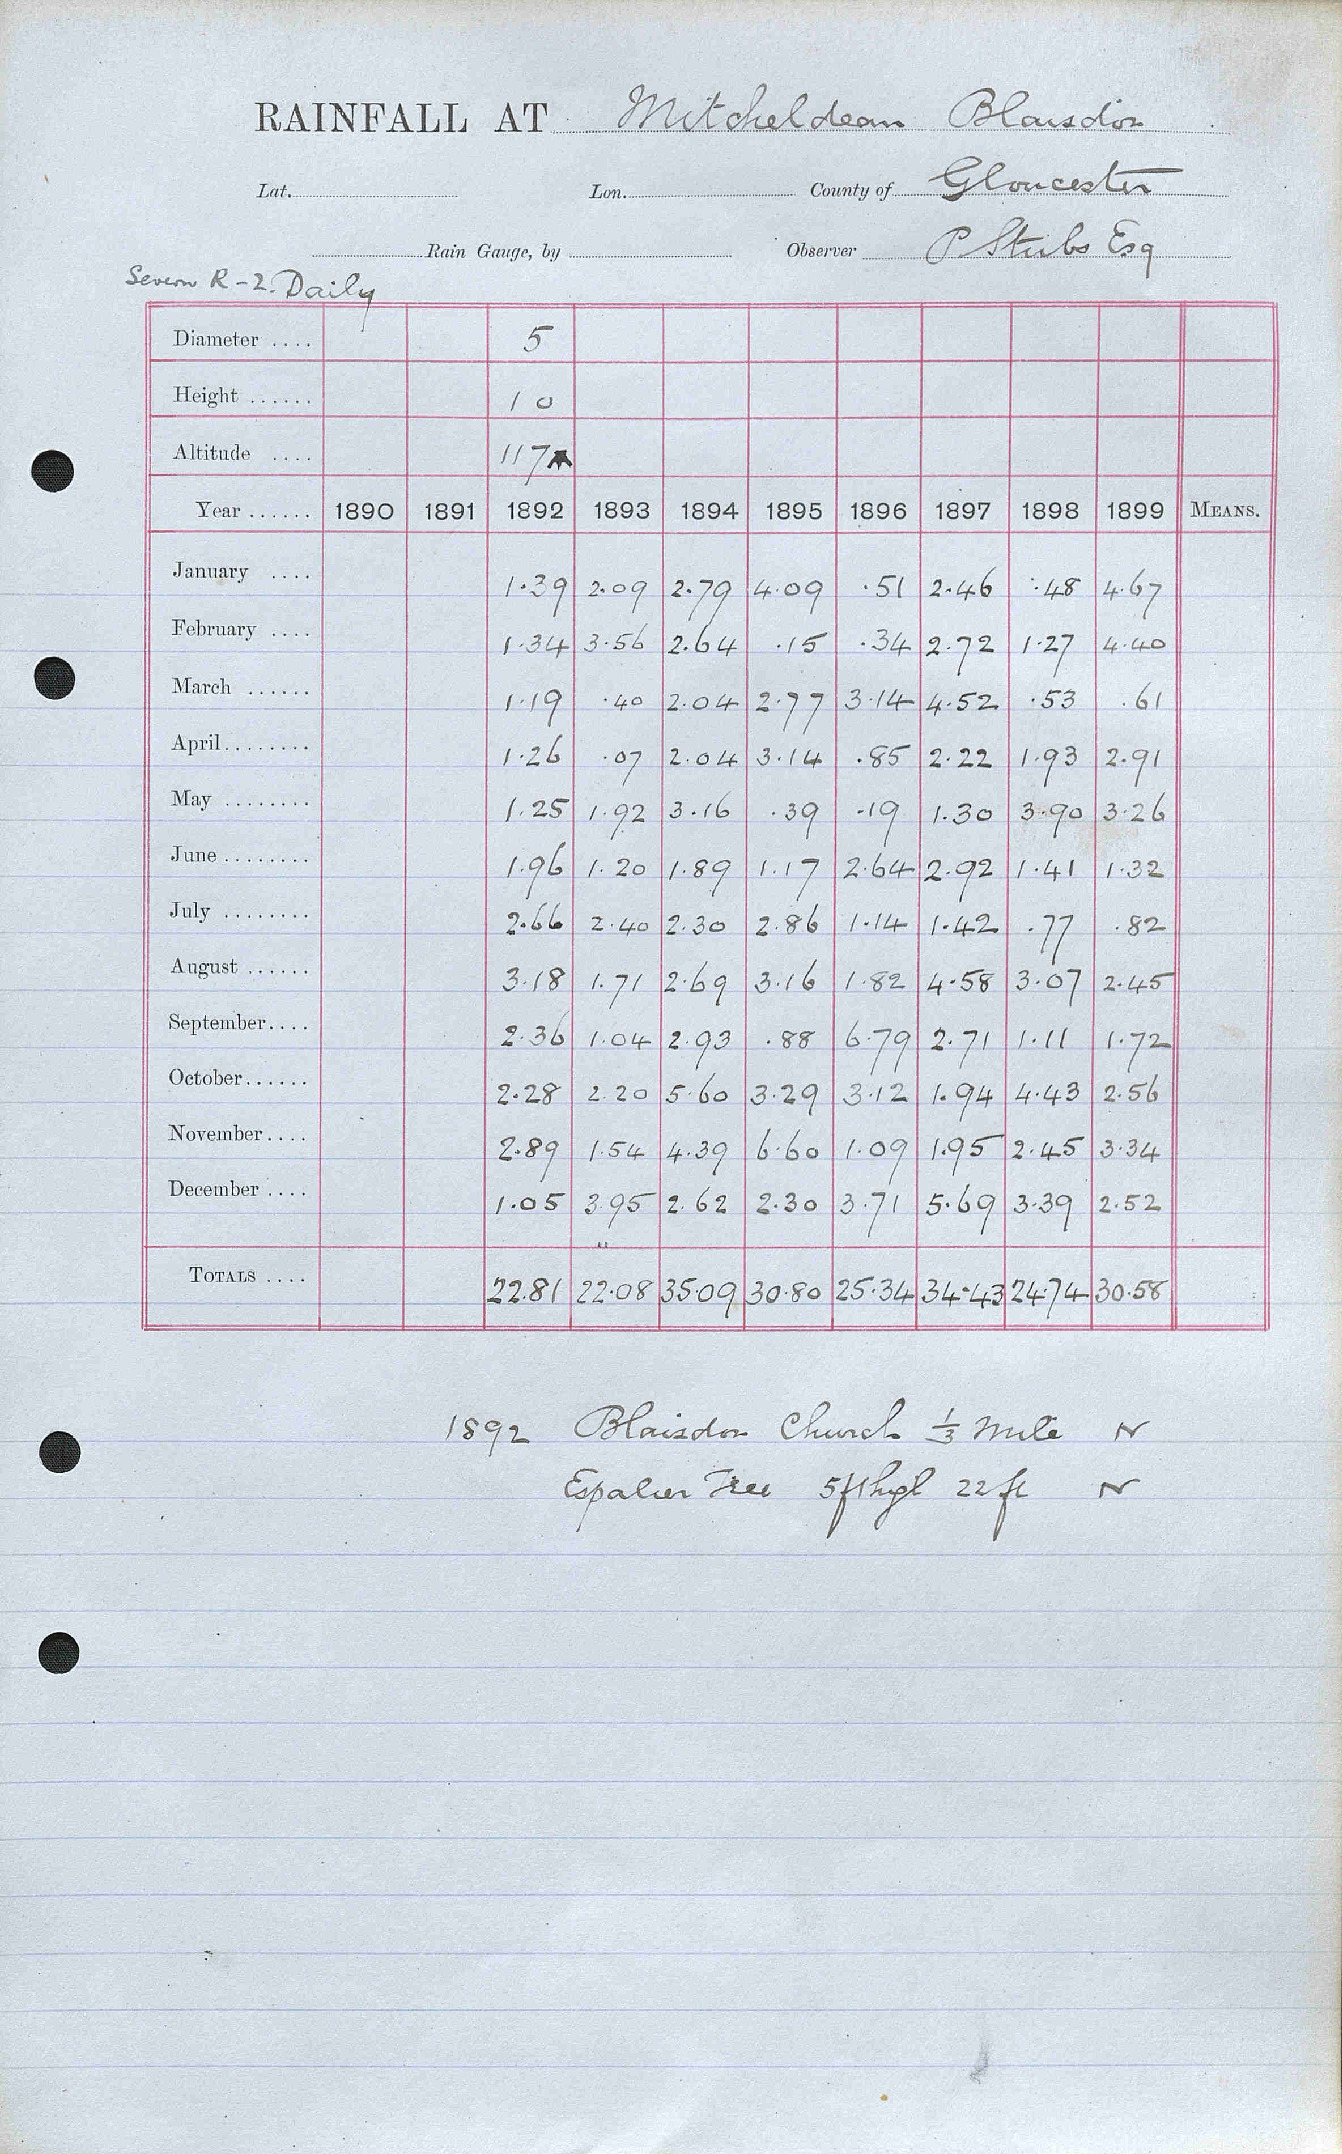 RAINFALL AT Mitcheldean Blaisdon
Lat. Lon. County of Gloucester
Rain Gauge, by Observer P Stubs Esq
Severn R - 2. Daily
Diameter .... 5
Height ...... 1 0
Altitude .... 117
Year ...... 1890 1891 1892 1893 1894 1895 1896 1897 1898 1899 MEANS.
January .... 1.39 2.09 2.79 4.09 .51 2.46 .48 4.67
February .... 1.34 3.56 2.64 .15 .34 2.72 1.27 4.40
March ...... 1.19 .40 2.04 2.77 3.14 4.52 .53 .61
April ........ 1.26 .07 2.04 3.14 .85 2.22 1.93 2.91
May ........ 1.25 1.92 3.16 .39 .19 1.30 3.90 3.26
June ........ 1.96 1.20 1.89 1.17 2.64 2.92 1.41 1.32
July ........ 2.66 2.40 2.30 2.86 1.14 1.42 .77 .82
August ...... 3.18 1.71 2.69 3.16 1.82 4.58 3.07 2.45
September .... 2.36 1.04 2.93 .88 6.79 2.71 1.11 1.72
October ...... 2.28 2.20 5.60 3.29 3.12 1.94 4.43 2.56
November .... 2.89 1.54 4.39 6.60 1.09 1.95 2.45 3.34
December .... 1.05 3.95 2.62 2.30 3.71 5.69 3.39 2.52
TOTALS .... 22.81 22.08 35.09 30.80 25.34 34.43 24.74 30.58
1892 Blaisdon Church 1/3 Mile N
Espalier Tree 5ft high 22 ft N